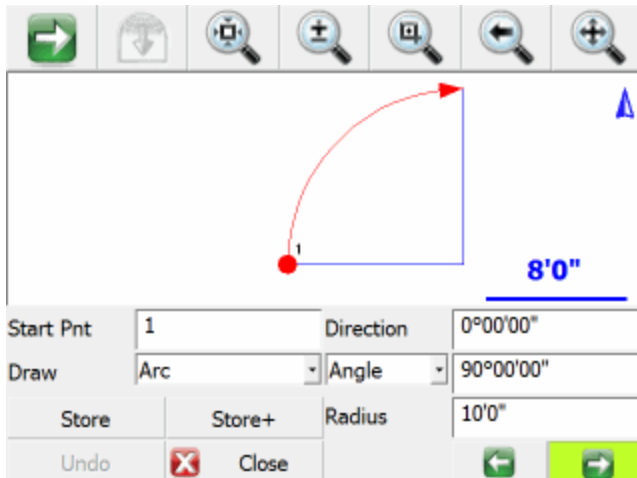 1
8'0"
Start Pnt 1 Direction 0°00'00"
Draw Arc Angle 90°00'00"
Store Store+ Radius 10'0"
Undo Close